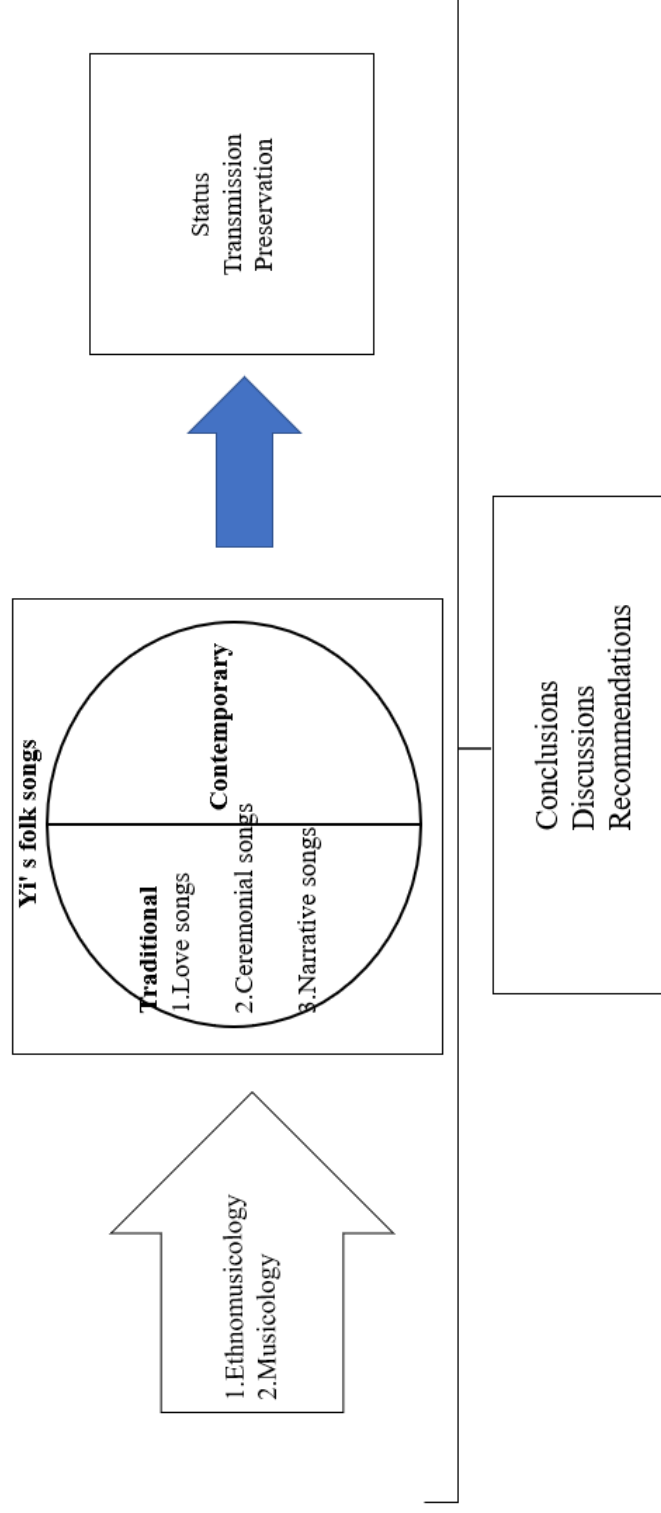 1.Ethnomusicology
2.Musicology
Yi' s folk songs
Traditional
1.Love songs
2.Ceremonial songs
3.Narrative songs
Contemporary
Status
Transmission
Preservation
Conclusions
Discussions
Recommendations